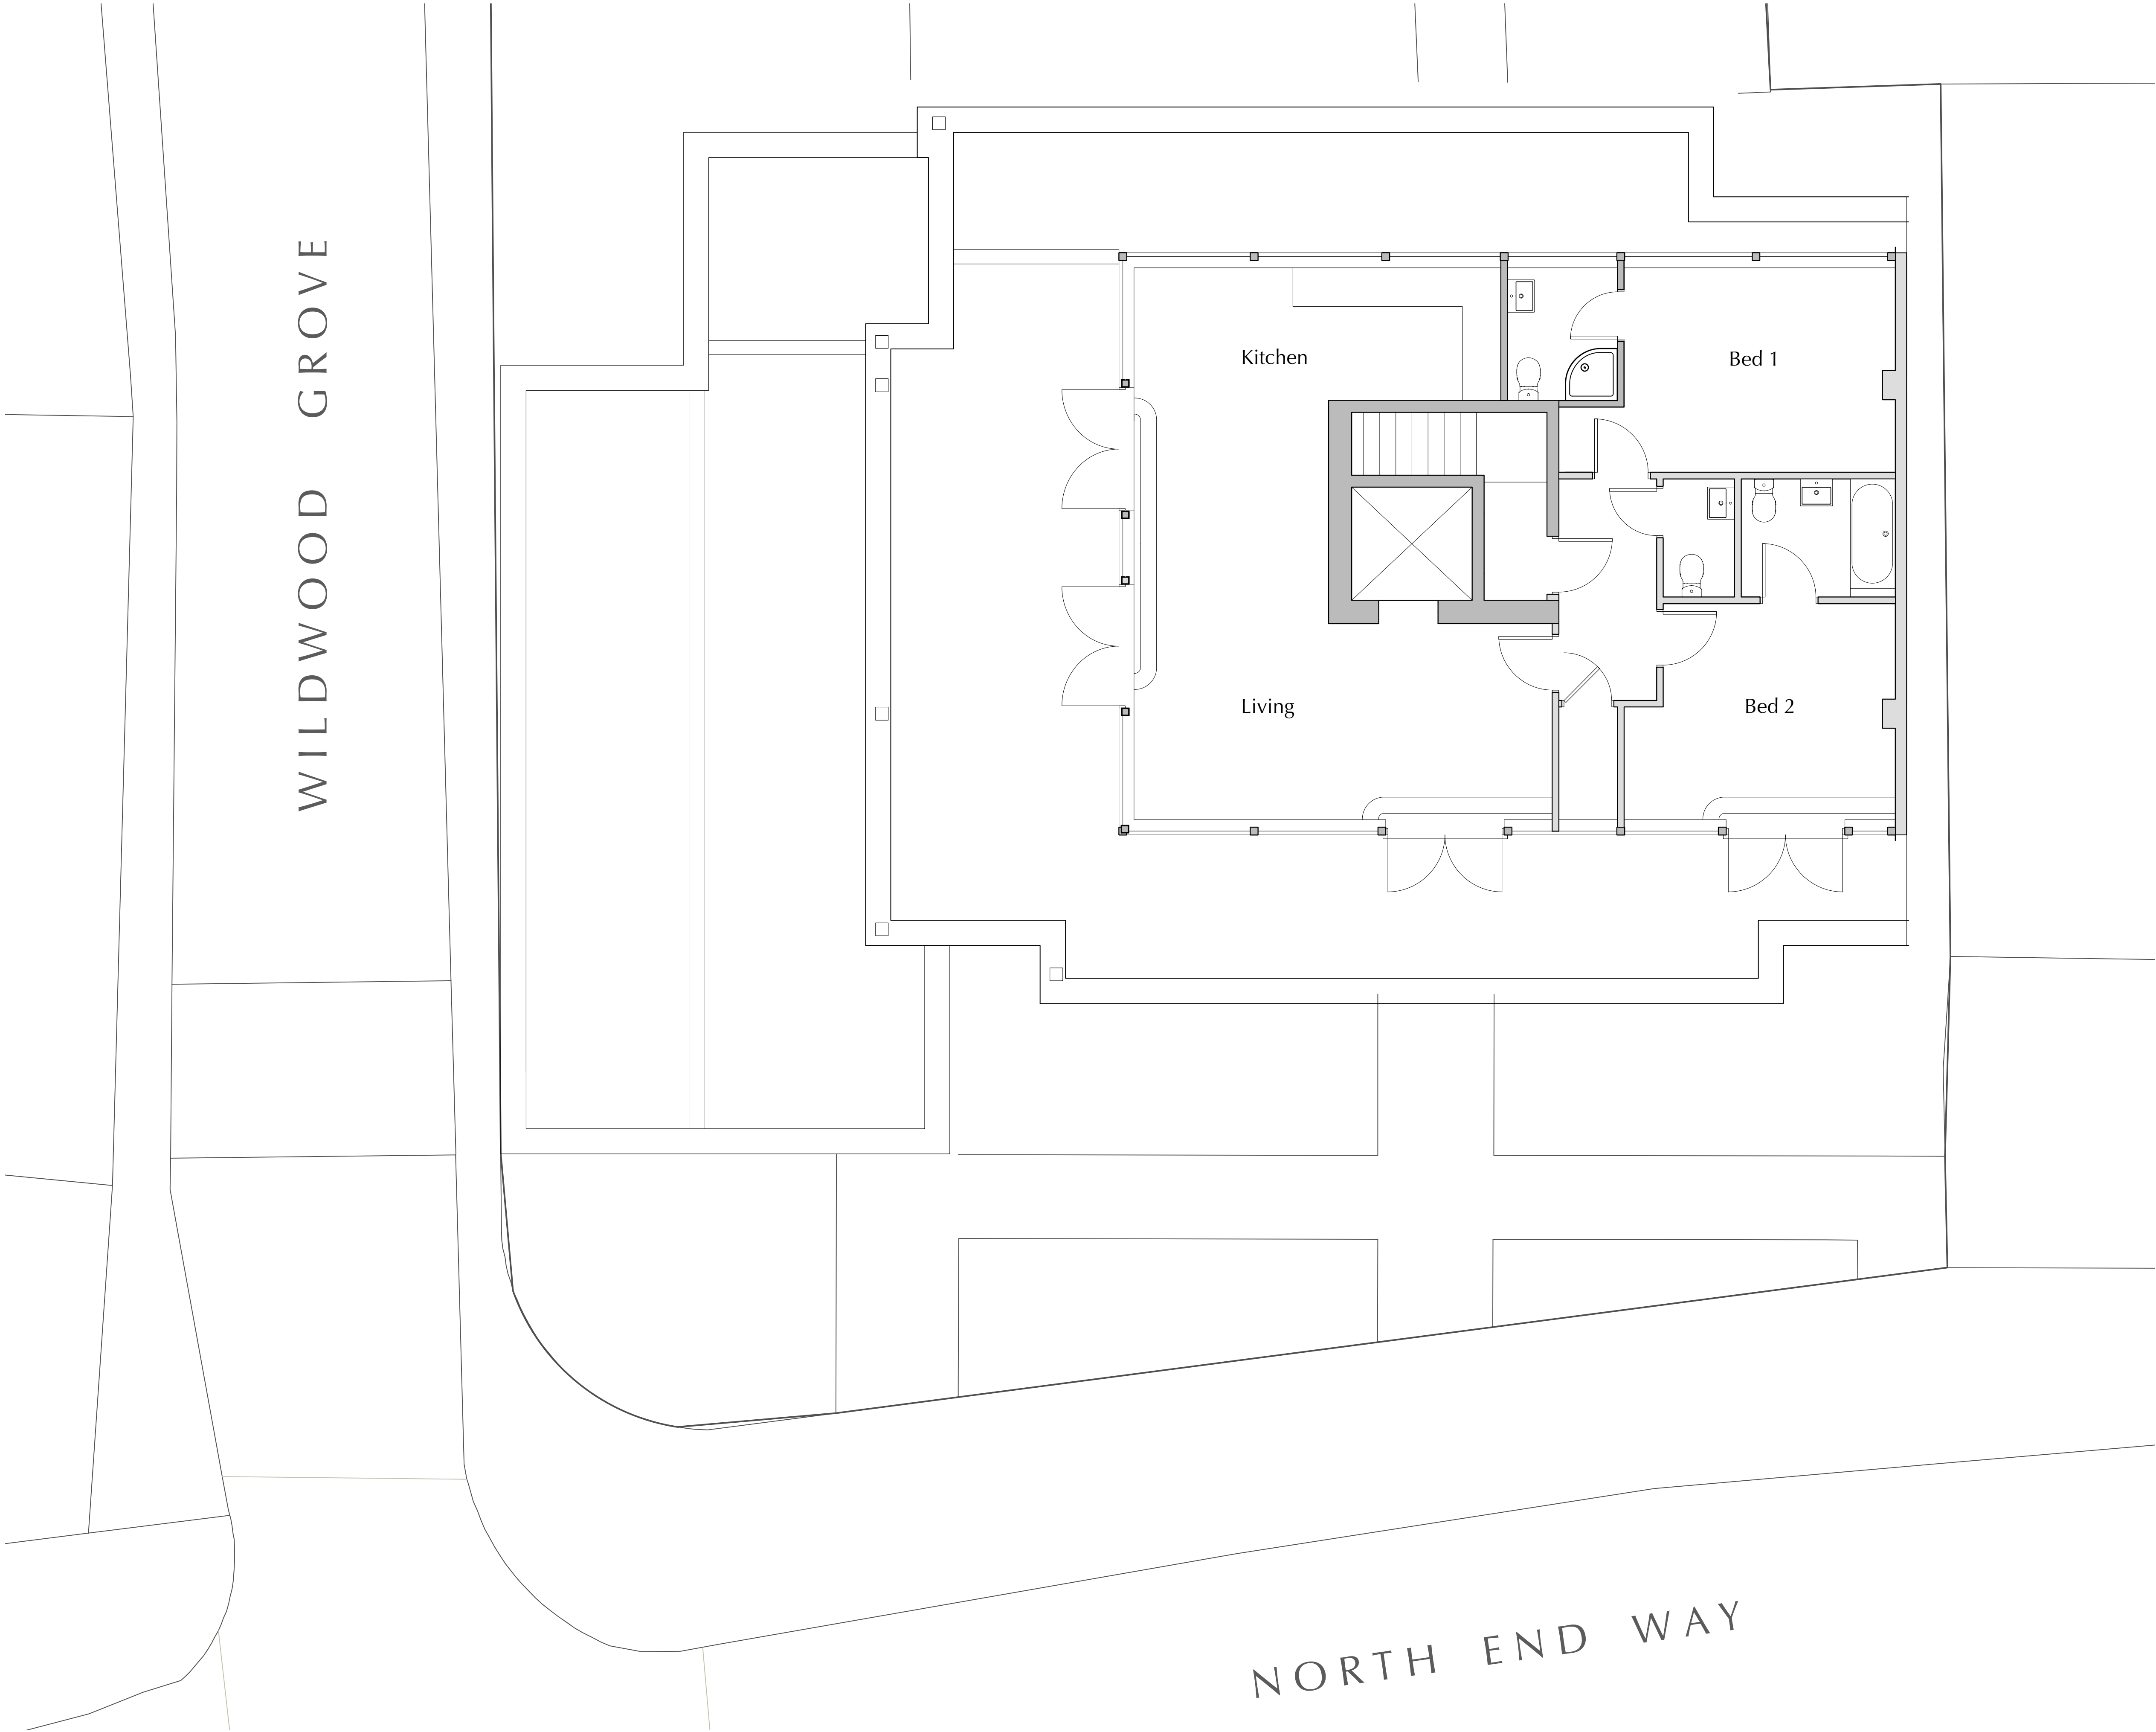 WILDWOOD GROVE
Kitchen
Bed 1
Living
Bed 2
NORTH END WAY